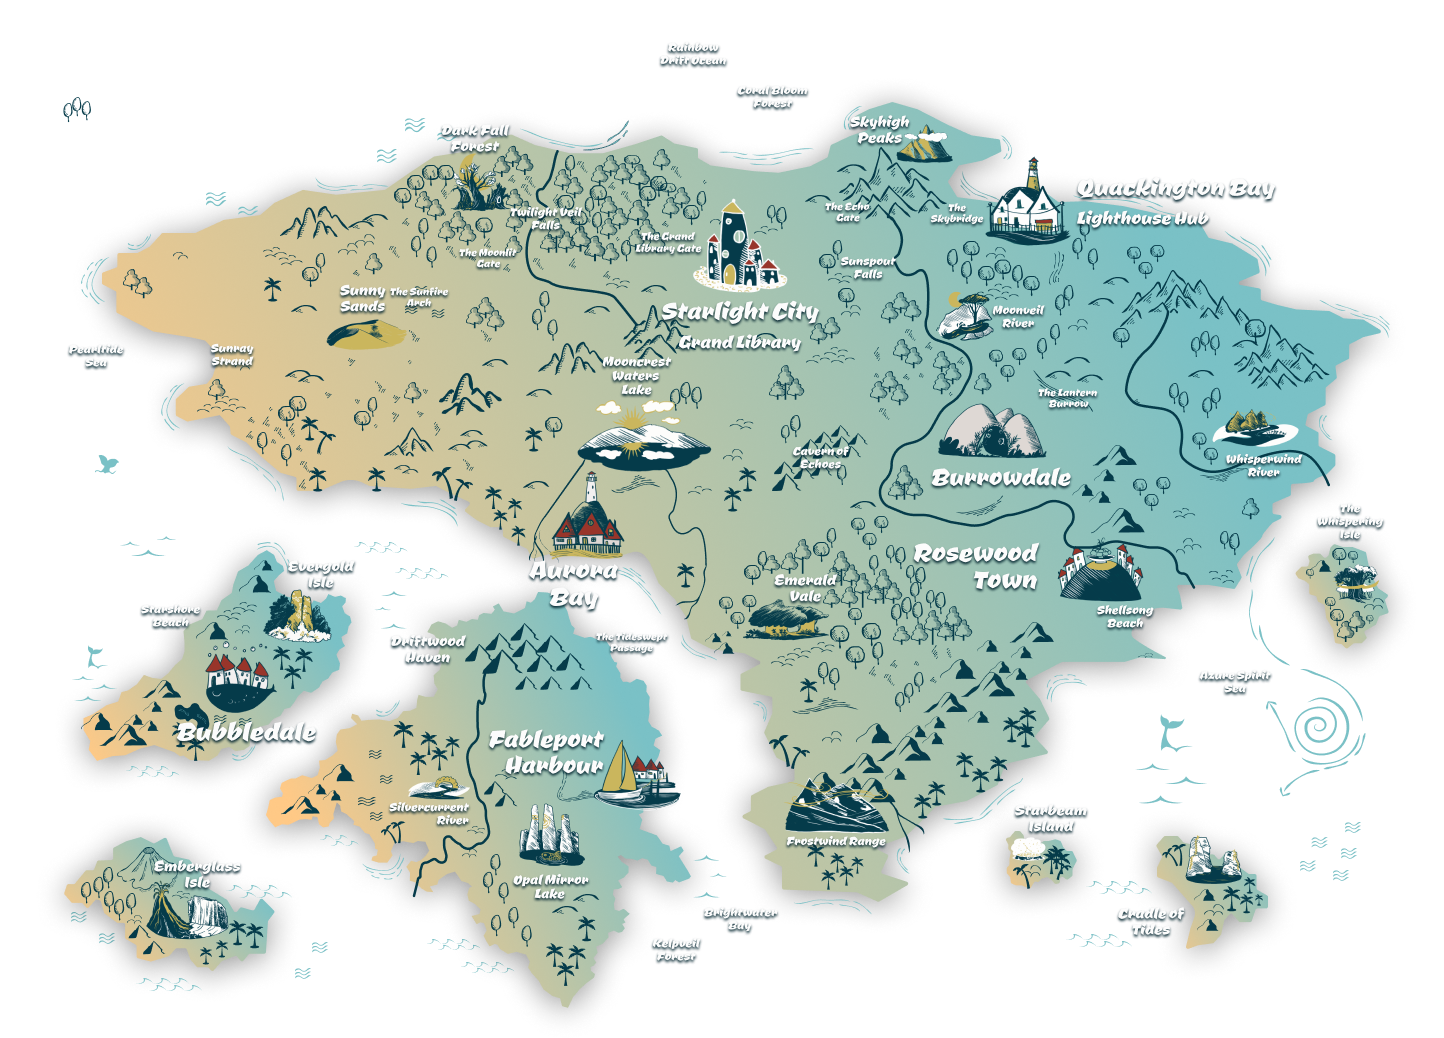 Rainbow
Drift Ocean
Coral Bloom
Forest
Skyhigh
Peaks
Dark Fall
Forest
Quackington Bay
Lighthouse Hub
The Echo
Gate
The
Skybridge
Twilight Veil
Falls
The Grand
Library Gate
The Moonlit
Gate
Sunspout
Falls
Sunny
Sands
The Sunfire
Arch
Starlight City
Grand Library
Moonveil
River
Pearltide
Sea
Sunray
Strand
Mooncrest
Waters
Lake
The Lantern
Burrow
Cavern of
Echoes
Whisperwind
River
Burrowdale
The
Whispering
Isle
Rosewood
Town
Aurora
Bay
Evergold
Isle
Emerald
Vale
Starshore
Beach
Shellsong
Beach
Driftwood
Haven
The Tideswept
Passage
Azure Spirit
Sea
Bubbledale
Fableport
Harbour
Silvercurrent
River
Starbeam
Island
Frostwind Range
Emberglass
Isle
Opal Mirror
Lake
Brightwater
Bay
Cradle of
Tides
Kelpveil
Forest